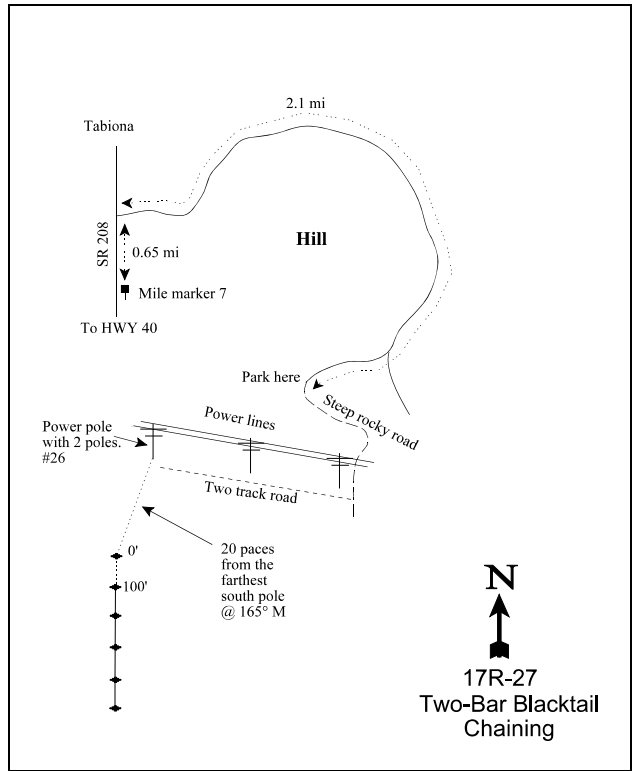 2.1 mi
Tabiona
SR 208
Hill
0.65 mi
Mile marker 7
To HWY 40
Park here
Steep rocky road
Power lines
Power pole
with 2 poles.
#26
Two track road
0'
100'
20 paces
from the
farthest
south pole
@ 165° M
N
17R-27
Two-Bar Blacktail
Chaining